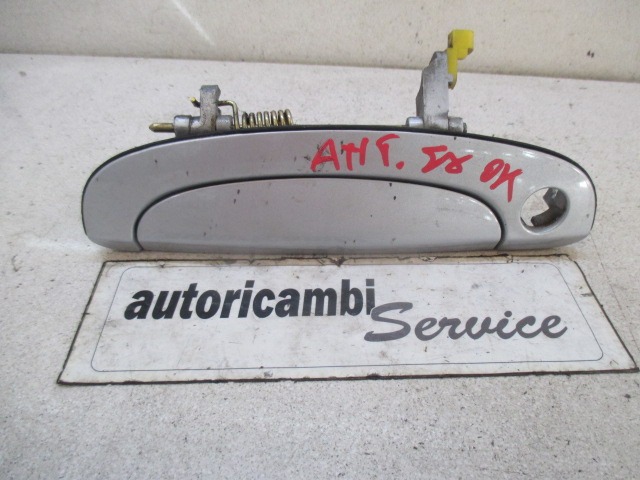 ANT. SX OK
autoricambi
Service